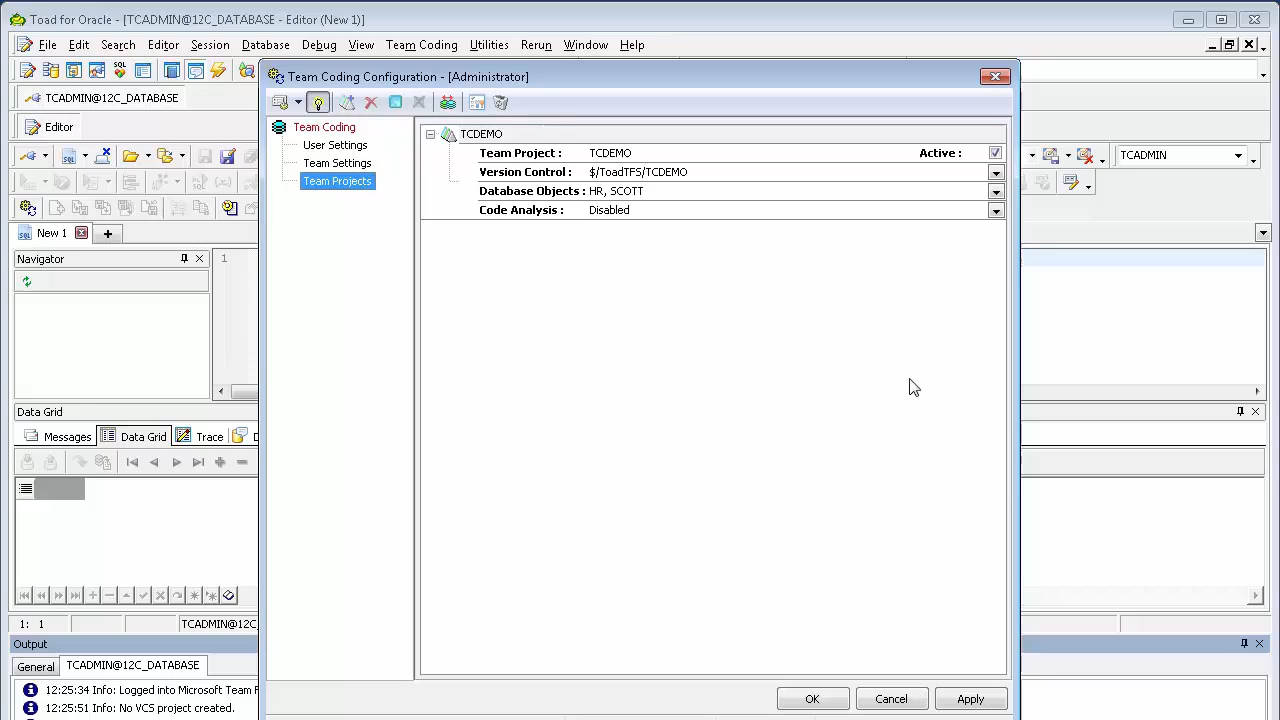 Toad for Oracle - [TCADMIN@12C_DATABASE - Editor (New 1)]
File Edit Search Editor Session Database Debug View Team Coding Utilities Rerun Window Help
Team Coding Configuration - [Administrator]
TCADMIN@12C_DATABASE
Editor
Team Coding
User Settings
Team Settings
Team Projects
TCDEMO
Team Project : TCDEMO Active :
Version Control : $/ToadTFS/TCDEMO
Database Objects : HR, SCOTT
Code Analysis : Disabled
TCADMIN
New 1
Navigator
1
Data Grid
Messages Data Grid Trace
1: 1
Output
General TCADMIN@12C_DATABASE
12:25:34 Info: Logged into Microsoft Team
12:25:51 Info: No VCS project created.
OK Cancel Apply